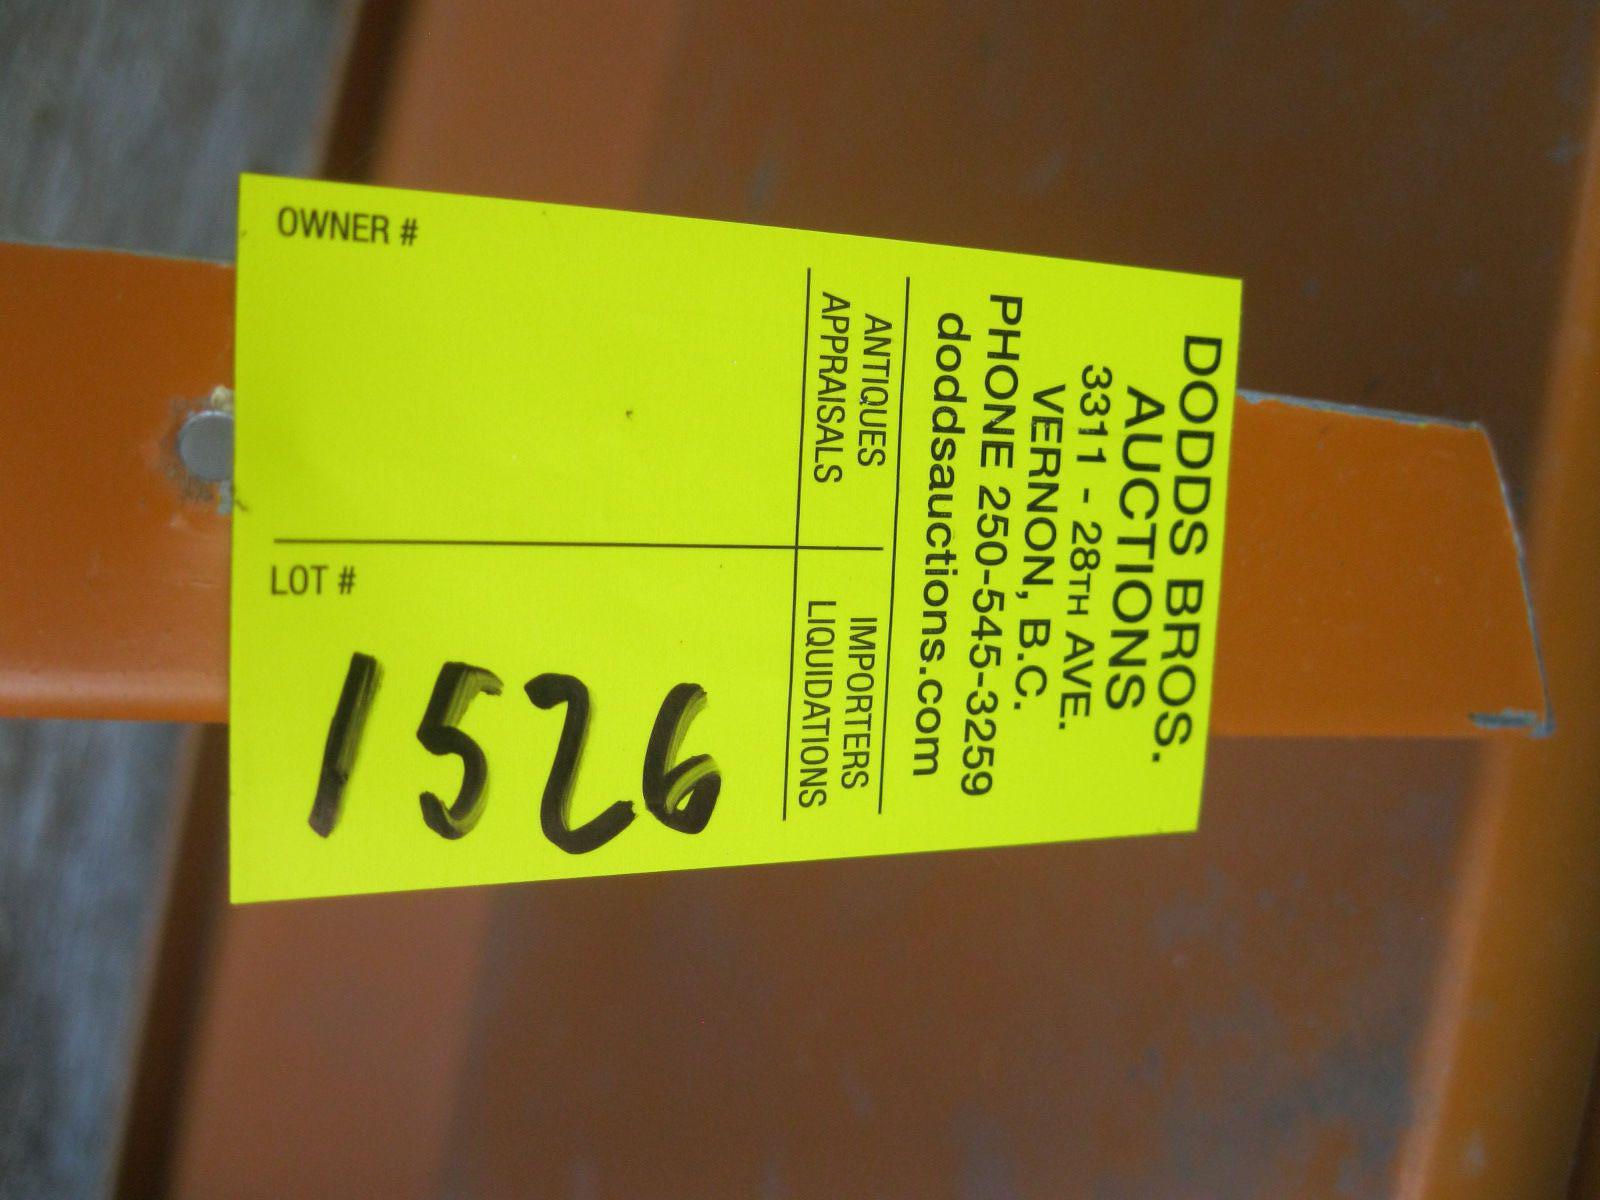 DODDS BROS.
AUCTIONS
3311 - 28TH AVE.
VERNON, B.C.
PHONE 250-545-3259
doddsauctions.com
ANTIQUES
APPRAISALS
IMPORTERS
LIQUIDATIONS
OWNER #
LOT #
1526